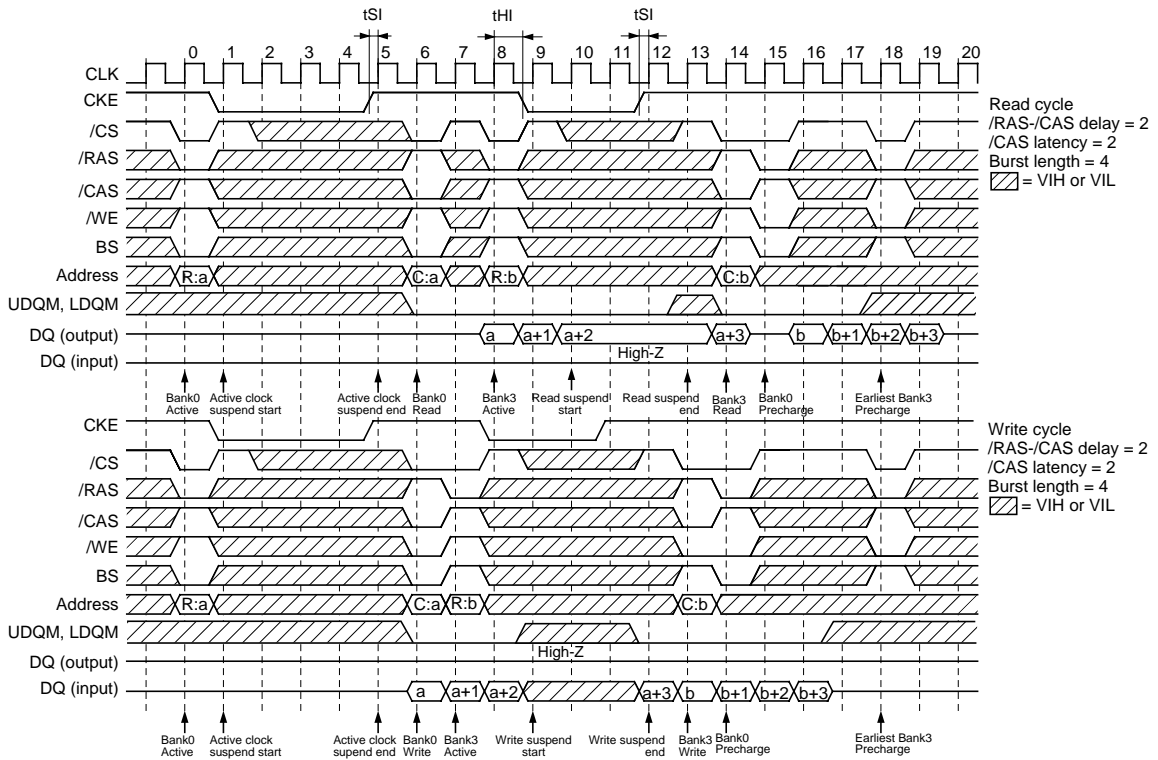 tSI tHI tSI
0 1 2 3 4 5 6 7 8 9 10 11 12 13 14 15 16 17 18 19 20
CLK
CKE
/CS
/RAS
/CAS
/WE
BS
Address R:a C:a R:b C:b
UDQM, LDQM
DQ (output) a a+1 a+2 a+3 b b+1 b+2 b+3
High-Z
DQ (input)
Bank0 Active
Active clock suspend start
Active clock suspend end
Bank0 Read
Bank3 Active
Read suspend start
Read suspend end
Bank3 Read
Bank0 Precharge
Earliest Bank3 Precharge
Read cycle
/RAS-/CAS delay = 2
/CAS latency = 2
Burst length = 4
= VIH or VIL
CKE
/CS
/RAS
/CAS
/WE
BS
Address R:a C:a R:b C:b
UDQM, LDQM
High-Z
DQ (output)
DQ (input) a a+1 a+2 a+3 b b+1 b+2 b+3
Bank0 Active
Active clock suspend start
Active clock supend end
Bank0 Write
Bank3 Active
Write suspend start
Write suspend end
Bank3 Write
Bank0 Precharge
Earliest Bank3 Precharge
Write cycle
/RAS-/CAS delay = 2
/CAS latency = 2
Burst length = 4
= VIH or VIL